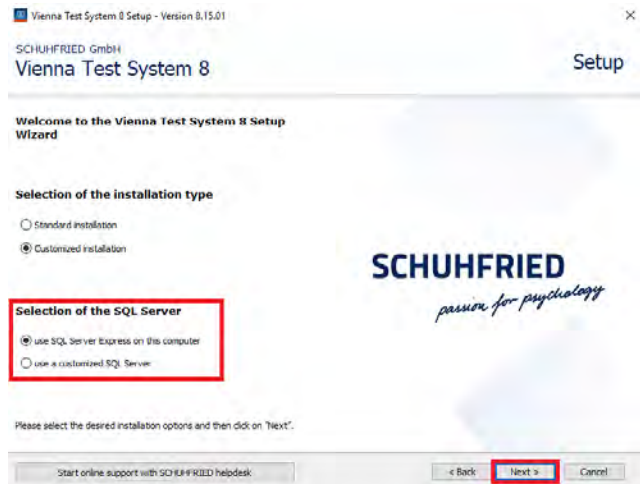 Vienna Test System 8 Setup - Version 8.15.01
SCHUHFRIED GmbH
Vienna Test System 8
Setup
Welcome to the Vienna Test System 8 Setup
Wizard
Selection of the installation type
Standard installation
Customized installation
SCHUHFRIED
passion for psychology
Selection of the SQL Server
use SQL Server Express on this computer
use a customized SQL Server
Please select the desired installation options and then click on "Next".
Start online support with SCHUHFRIED helpdesk
< Back
Next >
Cancel